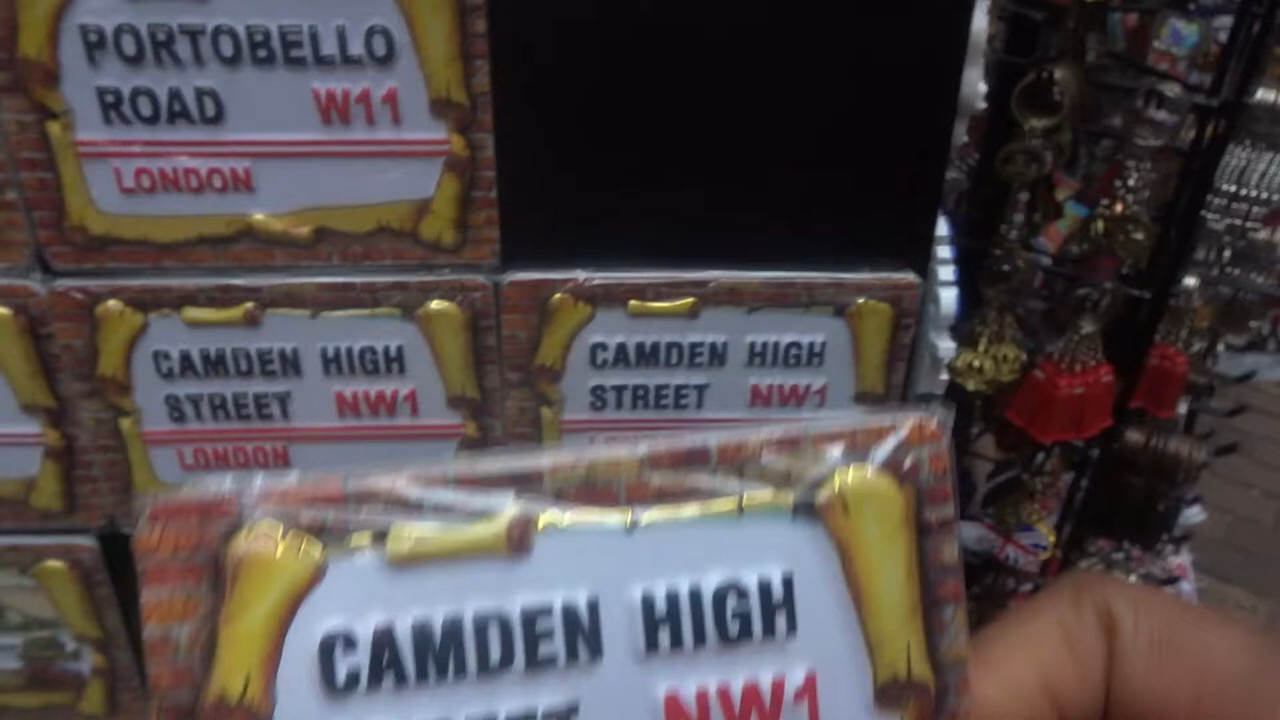 PORTOBELLO
ROAD W11
LONDON
CAMDEN HIGH
STREET NW1
LONDON
CAMDEN HIGH
STREET NW1
CAMDEN HIGH
NW1